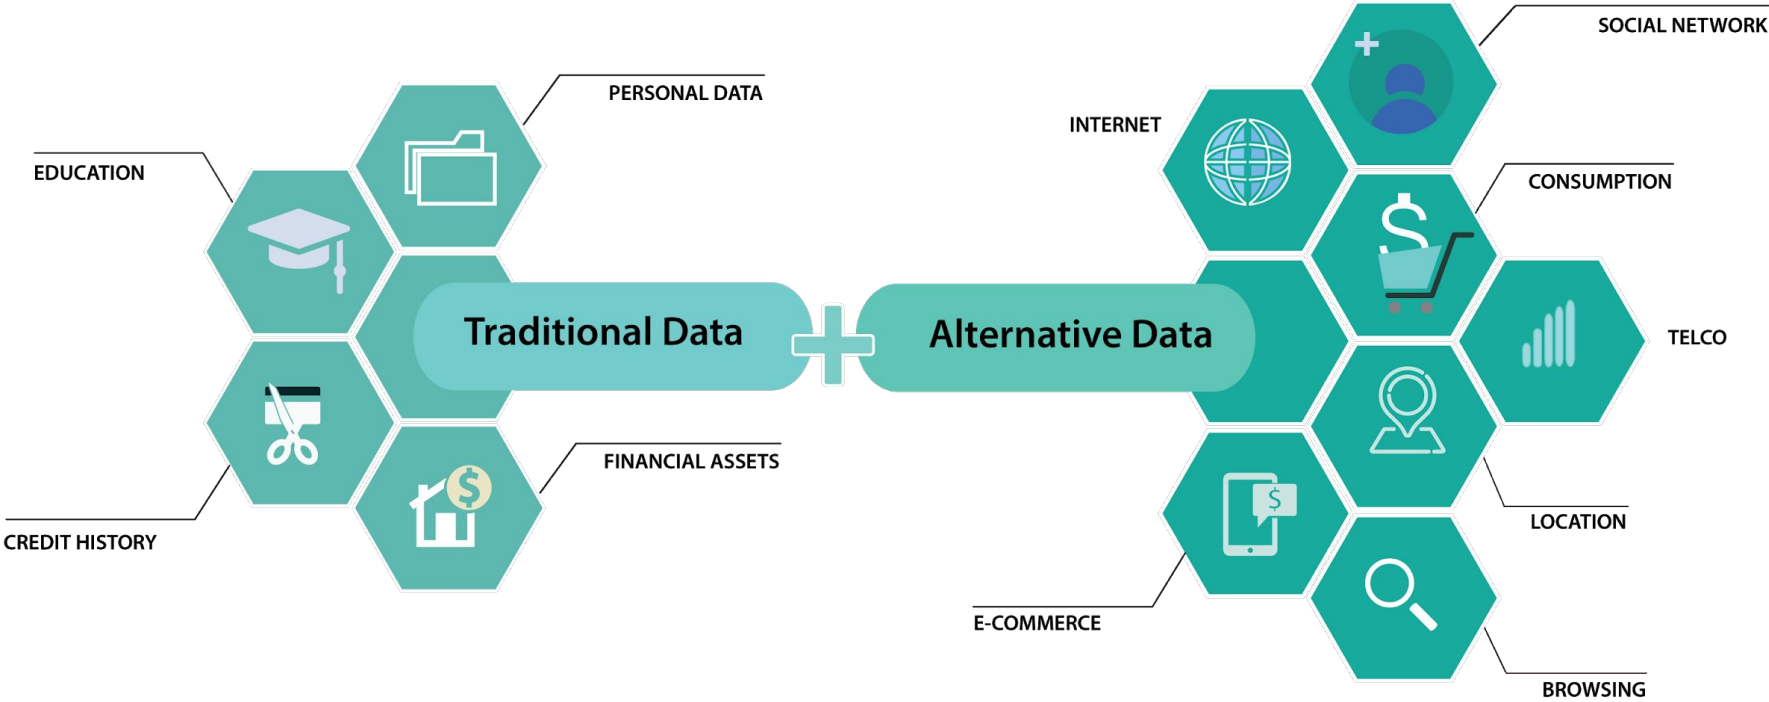 PERSONAL DATA
EDUCATION
Traditional Data
FINANCIAL ASSETS
CREDIT HISTORY
SOCIAL NETWORK
INTERNET
CONSUMPTION
$
Alternative Data
TELCO
LOCATION
E-COMMERCE
$
BROWSING
$